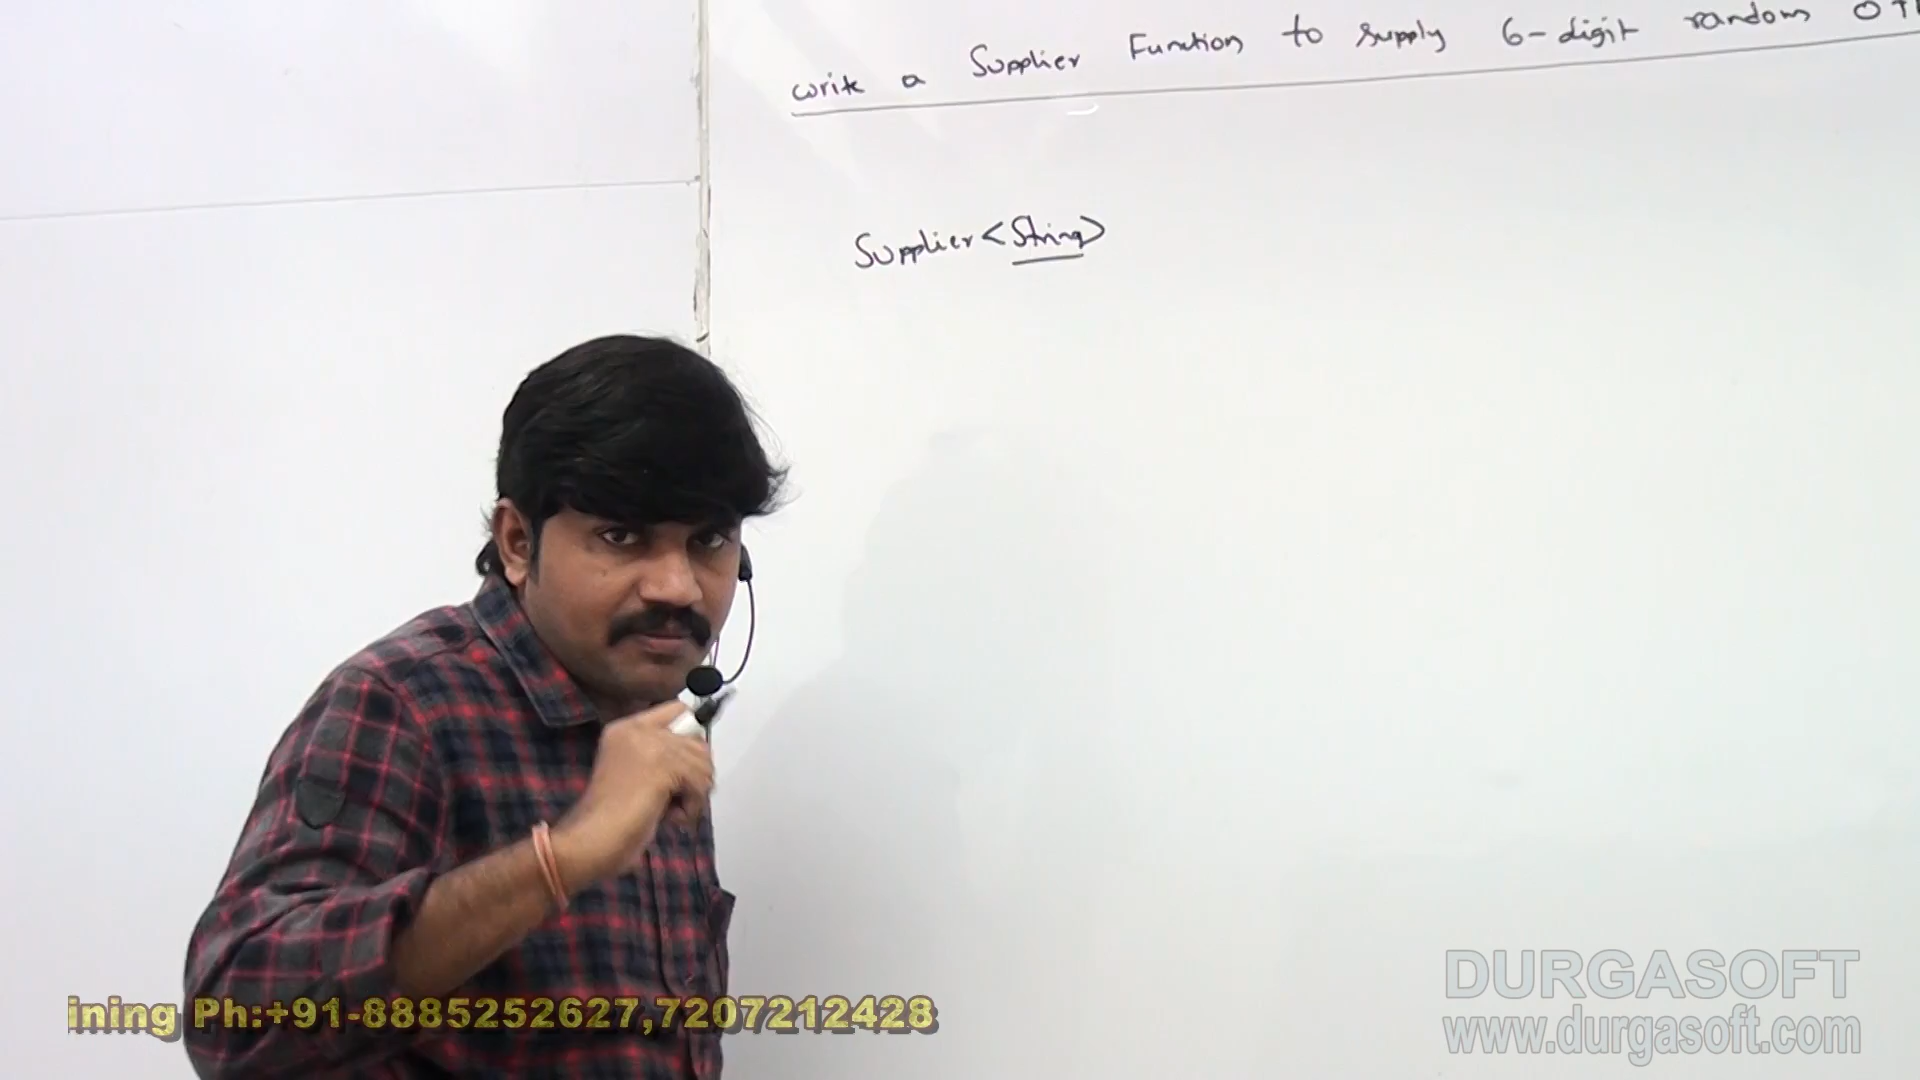 write a Supplier Function to supply 6-digit random OTP
Supplier<String>
ining Ph:+91-8885252627,7207212428
DURGASOFT
www.durgasoft.com